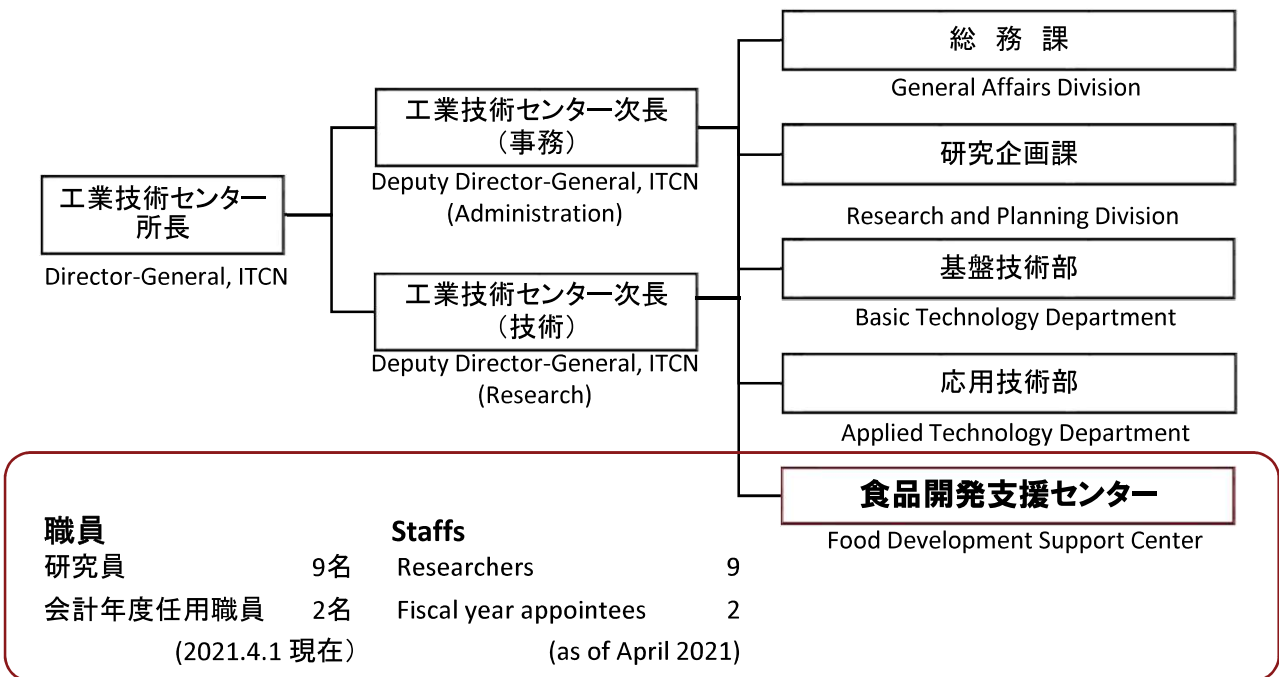 工業技術センター
所長
Director-General, ITCN
工業技術センター次長
（事務）
Deputy Director-General, ITCN
(Administration)
工業技術センター次長
（技術）
Deputy Director-General, ITCN
(Research)
総 務 課
General Affairs Division
研究企画課
Research and Planning Division
基盤技術部
Basic Technology Department
応用技術部
Applied Technology Department
食品開発支援センター
Food Development Support Center
職員
研究員 9名
会計年度任用職員 2名
(2021.4.1 現在)
Staffs
Researchers 9
Fiscal year appointees 2
(as of April 2021)